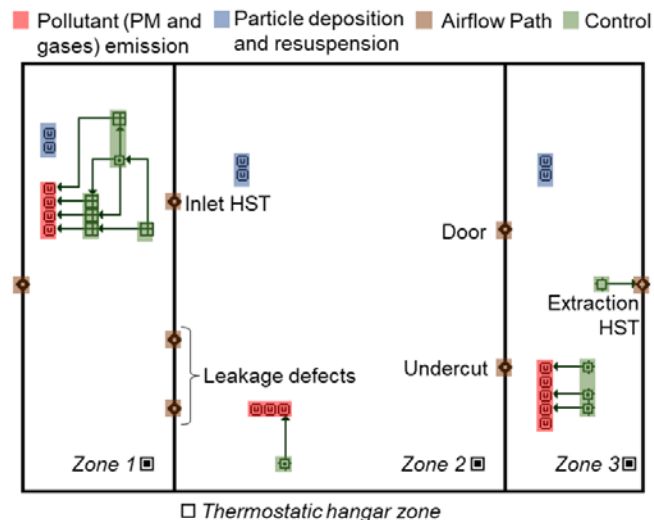 Pollutant (PM and
gases) emission
Particle deposition
and resuspension
Airflow Path
Control
Inlet HST
Door
Extraction
HST
Leakage defects
Undercut
Zone 1
Zone 2
Zone 3
Thermostatic hangar zone